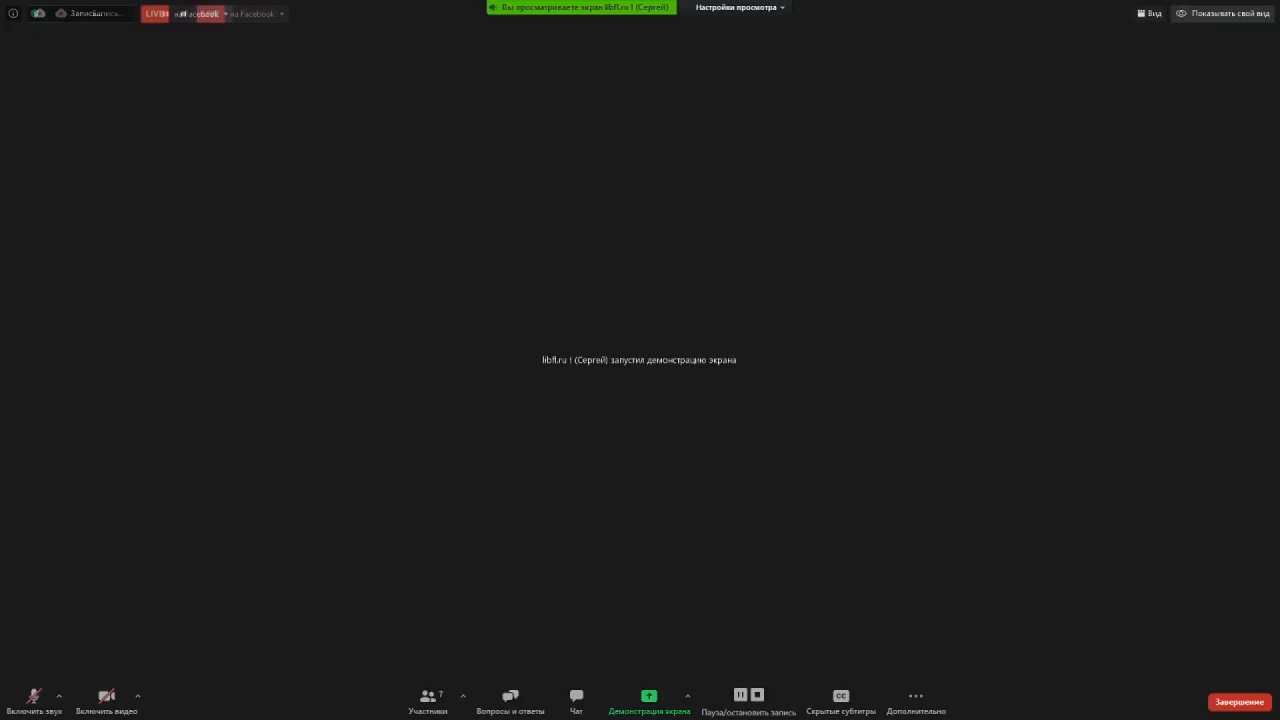 Запись...
LIVE на Facebook
Вы просматриваете экран libfl.ru ! (Сергей)
Настройки просмотра
Вид
Показывать свой вид
libfl.ru ! (Сергей) запустил демонстрацию экрана
Включить звук
Включить видео
Участники 7
Вопросы и ответы
Чат
Демонстрация экрана
Пауза/остановить запись
CC
Скрытые субтитры
Дополнительно
Завершение